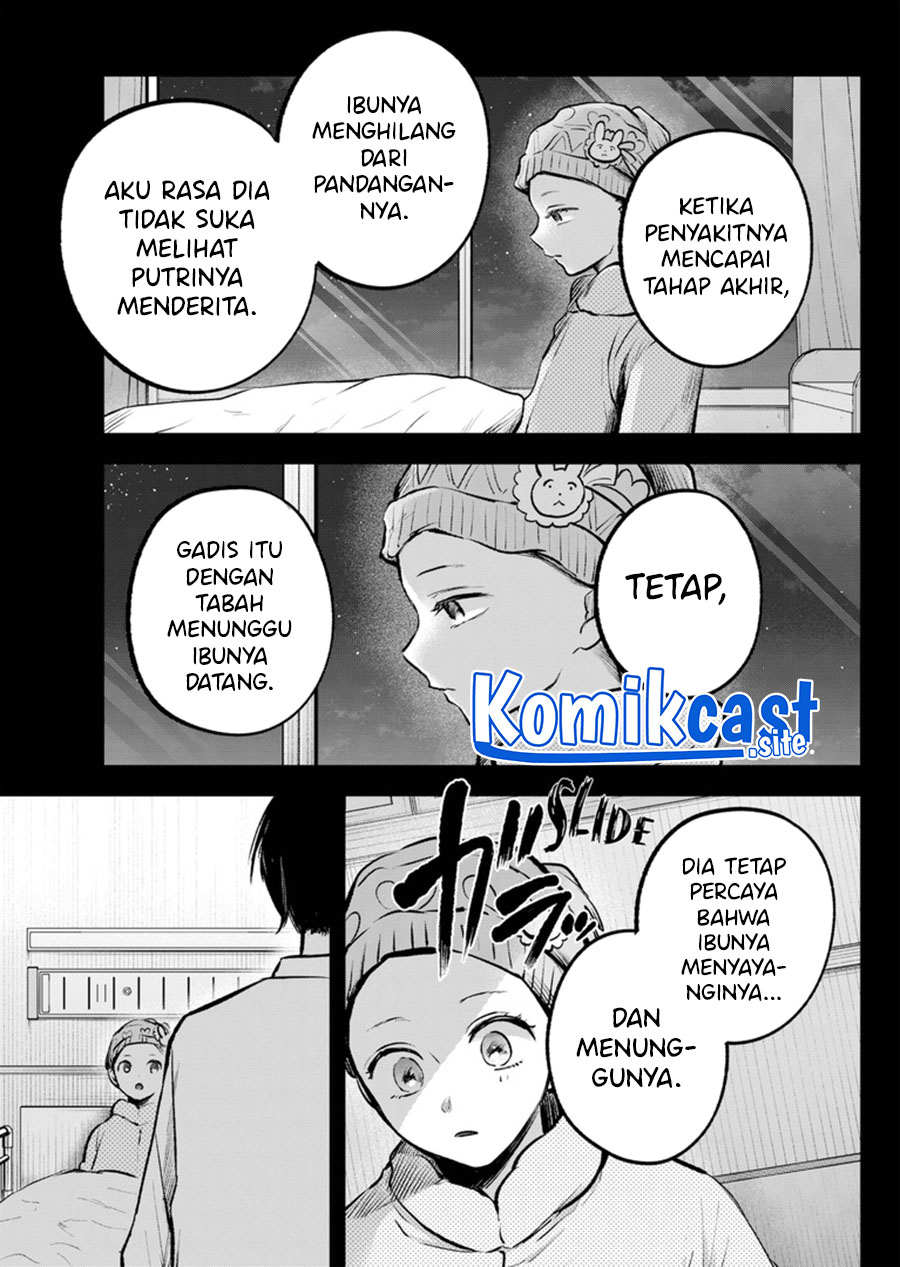 KETIKA
PENYAKITNYA
MENCAPAI
TAHAP AKHIR,
IBUNYA
MENGHILANG
DARI
PANDANGAN-
NYA.
AKU RASA DIA
TIDAK SUKA
MELIHAT
PUTRINYA
MENDERITA.
TETAP,
GADIS ITU
DENGAN
TABAH
MENUNGGU
IBUNYA
DATANG.
Komikcast
.site
ガラッ
SLIDE
DIA TETAP
PERCAYA
BAHWA
IBUNYA
MENYAYA-
NGINYA...
DAN
MENUNG-
GUNYA.